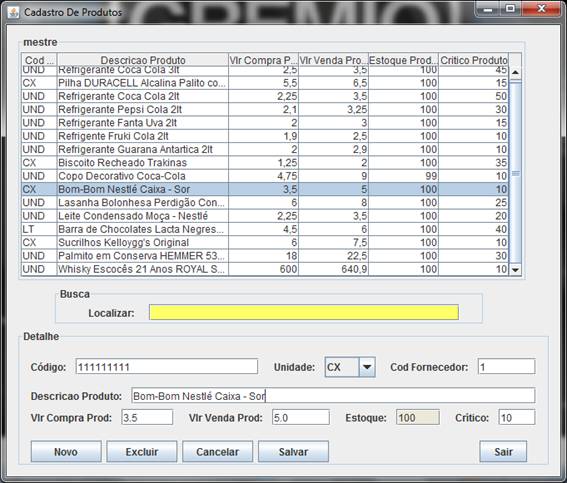 GREMIO
Cadastro De Produtos
mestre
Cod ... Descricao Produto Vlr Compra P... Vlr Venda Pro... Estoque Prod... Critico Produto
UND Refrigerante Coca Cola 3lt 2,5 3,5 100 45
CX Pilha DURACELL Alcalina Palito co... 5,5 6,5 100 15
UND Refrigerante Coca Cola 2lt 2,25 3,5 100 50
UND Refrigerante Pepsi Cola 2lt 2,1 3,25 100 30
UND Refrigerante Fanta Uva 2lt 2 3 100 15
UND Refrigente Fruki Cola 2lt 1,9 2,5 100 10
UND Refrigerante Guarana Antartica 2lt 2 2,9 100 10
CX Biscoito Recheado Trakinas 1,25 2 100 35
UND Copo Decorativo Coca-Cola 4,75 9 99 10
CX Bom-Bom Nestlé Caixa - Sor 3,5 5 100 10
UND Lasanha Bolonhesa Perdigão Con... 6 8 100 25
UND Leite Condensado Moça - Nestlé 2,25 3,5 100 20
LT Barra de Chocolates Lacta Negres... 4,5 6 100 40
CX Sucrilhos Kelloygg's Original 6 7,5 100 10
UND Palmito em Conserva HEMMER 53... 18 22,5 100 30
UND Whisky Escocês 21 Anos ROYAL S... 600 640,9 100 10
Busca
Localizar:
Detalhe
Código: 111111111 Unidade: CX Cod Fornecedor: 1
Descricao Produto: Bom-Bom Nestlé Caixa - Sor
Vlr Compra Prod: 3.5 Vlr Venda Prod: 5.0 Estoque: 100 Critico: 10
Novo Excluir Cancelar Salvar Sair